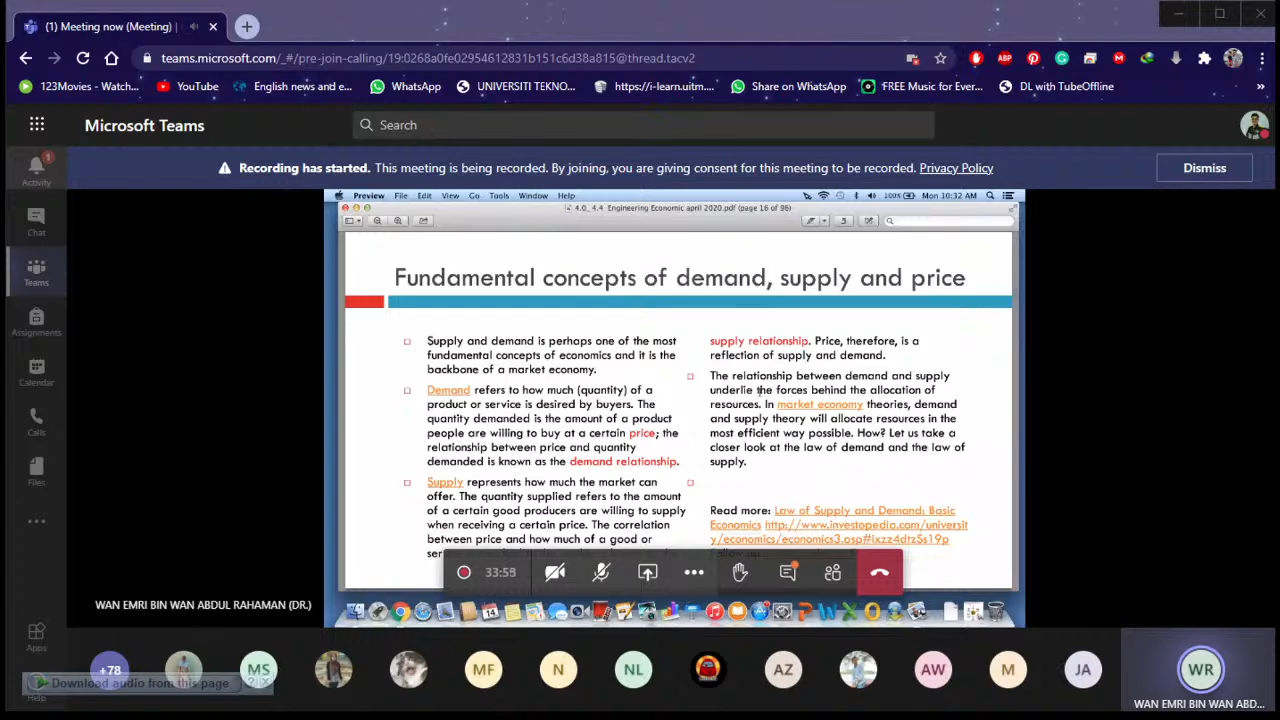 (1) Meeting now (Meeting) |
teams.microsoft.com/_#/pre-join-calling/19:0268a0fe02954612831b151c6d38a815@thread.tacv2
123Movies - Watch...
YouTube
English news and e...
WhatsApp
UNIVERSITI TEKNO...
https://i-learn.uitm....
Share on WhatsApp
FREE Music for Ever...
DL with TubeOffline
»
Microsoft Teams
Search
Recording has started. This meeting is being recorded. By joining, you are giving consent for this meeting to be recorded. Privacy Policy
Dismiss
1
Activity
Chat
Teams
Assignments
Calendar
Calls
Files
Apps
Help
Preview File Edit View Go Tools Window Help
100% Mon 10:32 AM
4.0_ 4.4 Engineering Economic april 2020.pdf (page 16 of 96)
Fundamental concepts of demand, supply and price
Supply and demand is perhaps one of the most
fundamental concepts of economics and it is the
backbone of a market economy.
Demand refers to how much (quantity) of a
product or service is desired by buyers. The
quantity demanded is the amount of a product
people are willing to buy at a certain price; the
relationship between price and quantity
demanded is known as the demand relationship.
Supply represents how much the market can
offer. The quantity supplied refers to the amount
of a certain good producers are willing to supply
when receiving a certain price. The correlation
between price and how much of a good or
supply relationship. Price, therefore, is a
reflection of supply and demand.
The relationship between demand and supply
underlie the forces behind the allocation of
resources. In market economy theories, demand
and supply theory will allocate resources in the
most efficient way possible. How? Let us take a
closer look at the law of demand and the law of
supply.
Read more: Law of Supply and Demand: Basic
Economics http://www.investopedia.com/universit
y/economics/economics3.asp#ixzz4dtzSs19p
33:58
WAN EMRI BIN WAN ABDUL RAHAMAN (DR.)
+78
MS
MF
N
NL
AZ
AW
M
JA
WR
WAN EMRI BIN WAN ABD...
Download audio from this page